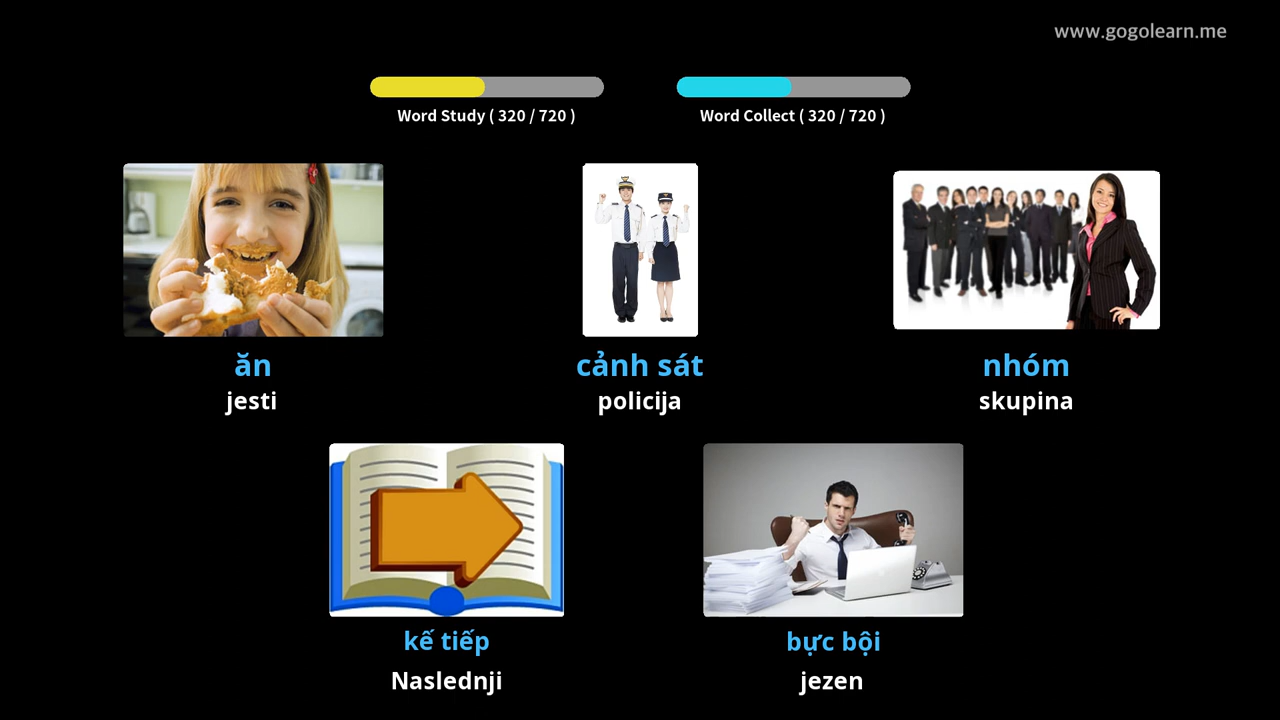 www.gogolearn.me
Word Study ( 320 / 720 )
Word Collect ( 320 / 720 )
ăn
jesti
cảnh sát
policija
nhóm
skupina
kế tiếp
Naslednji
bực bội
jezen